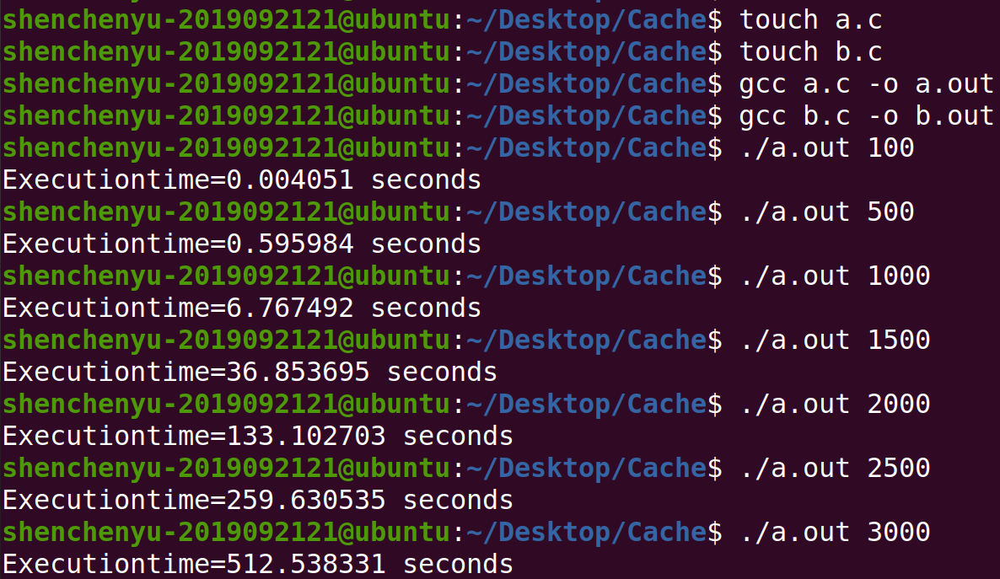 shenchenyu-2019092121@ubuntu:~/Desktop/Cache$ touch a.c
shenchenyu-2019092121@ubuntu:~/Desktop/Cache$ touch b.c
shenchenyu-2019092121@ubuntu:~/Desktop/Cache$ gcc a.c -o a.out
shenchenyu-2019092121@ubuntu:~/Desktop/Cache$ gcc b.c -o b.out
shenchenyu-2019092121@ubuntu:~/Desktop/Cache$ ./a.out 100
Executiontime=0.004051 seconds
shenchenyu-2019092121@ubuntu:~/Desktop/Cache$ ./a.out 500
Executiontime=0.595984 seconds
shenchenyu-2019092121@ubuntu:~/Desktop/Cache$ ./a.out 1000
Executiontime=6.767492 seconds
shenchenyu-2019092121@ubuntu:~/Desktop/Cache$ ./a.out 1500
Executiontime=36.853695 seconds
shenchenyu-2019092121@ubuntu:~/Desktop/Cache$ ./a.out 2000
Executiontime=133.102703 seconds
shenchenyu-2019092121@ubuntu:~/Desktop/Cache$ ./a.out 2500
Executiontime=259.630535 seconds
shenchenyu-2019092121@ubuntu:~/Desktop/Cache$ ./a.out 3000
Executiontime=512.538331 seconds